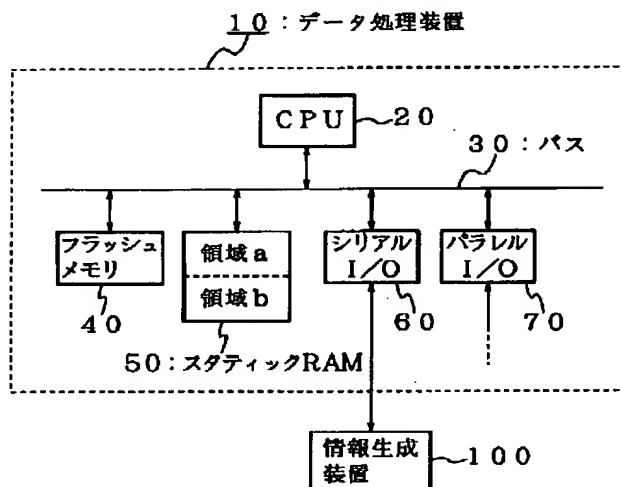 10：データ処理装置
CPU
20
30：バス
フラッシュ
メモリ
40
領域a
領域b
50：スタティックRAM
シリアル
I／O
60
パラレル
I／O
70
情報生成
装置
100